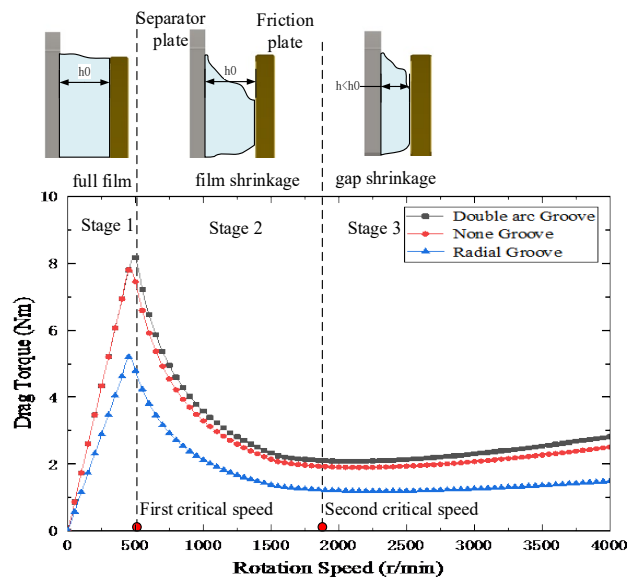 Separator
plate
Friction
plate
h0
h0
h<h0
full film
film shrinkage
gap shrinkage
10
8
6
4
2
0
Drag Torque (Nm)
Stage 1
Stage 2
Stage 3
Double arc Groove
None Groove
Radial Groove
First critical speed
Second critical speed
0
500
1000
1500
2000
2500
3000
3500
4000
Rotation Speed (r/min)